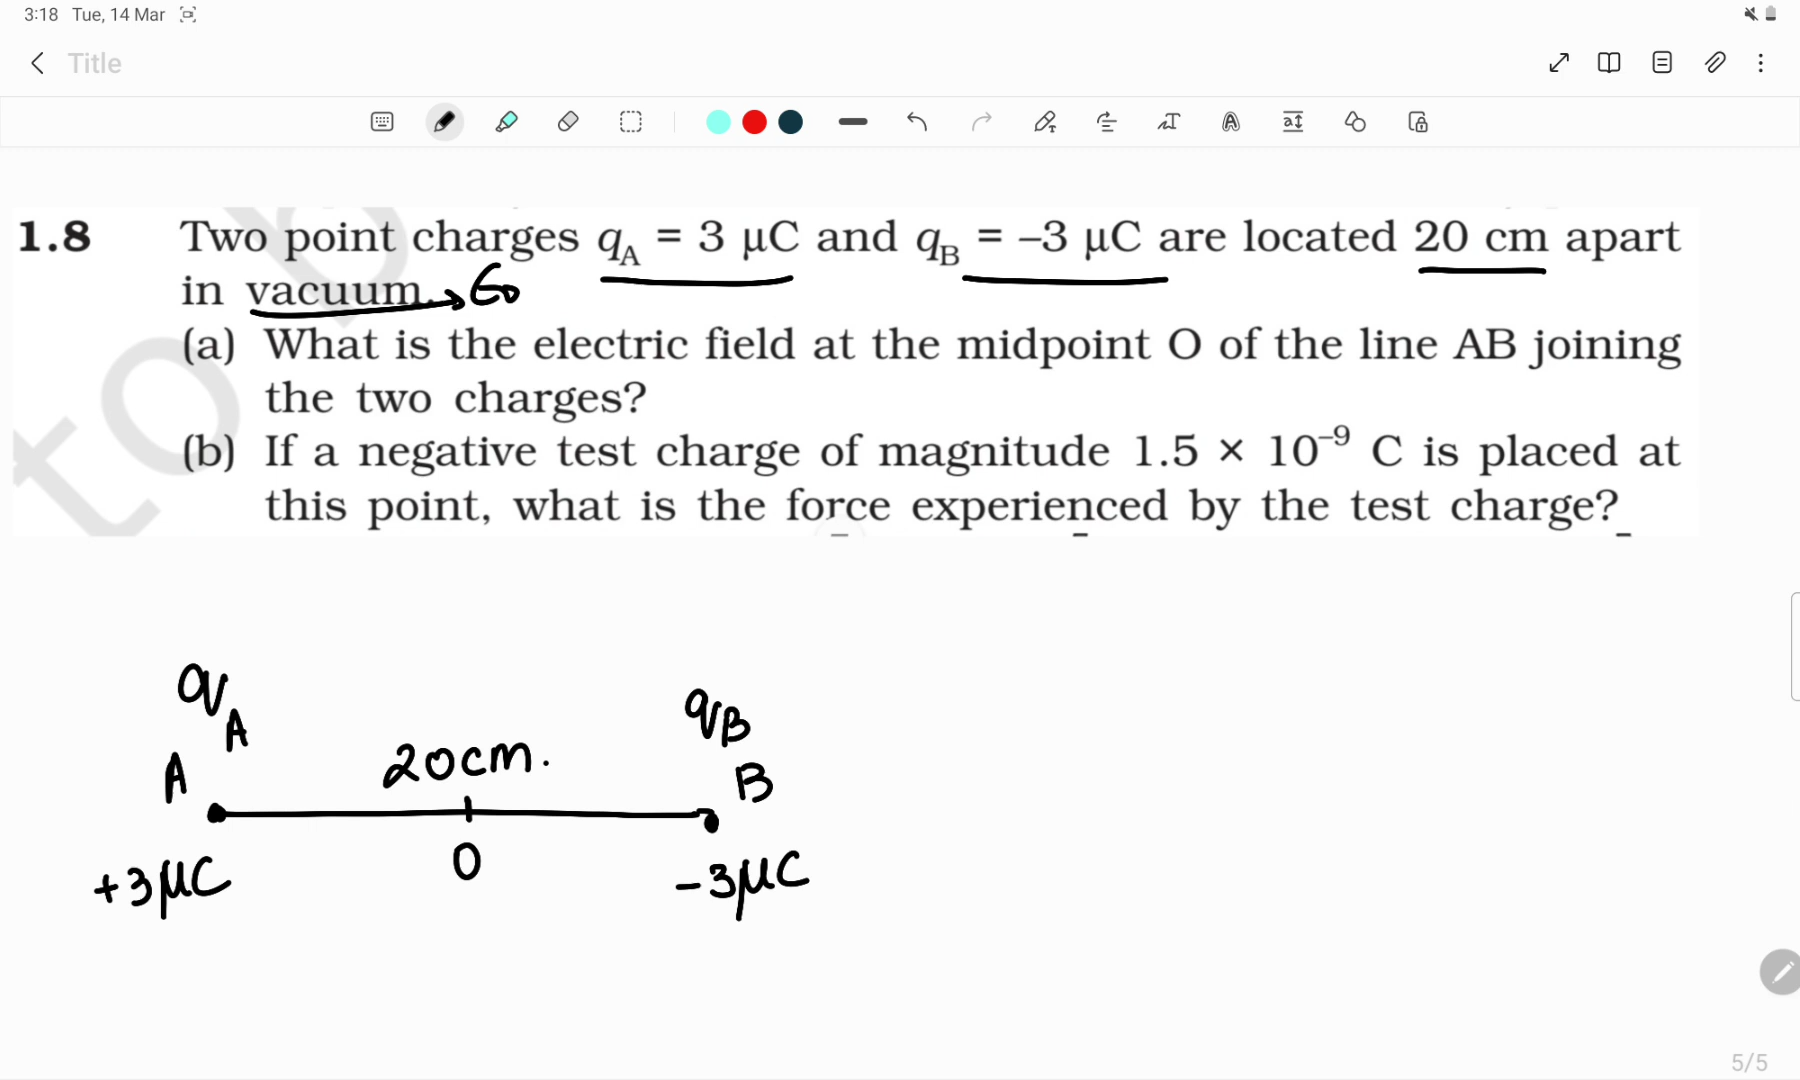 3:18 Tue, 14 Mar
Title
1.8 Two point charges qA = 3 μC and qB = –3 μC are located 20 cm apart
in vacuum. → ϵ0
(a) What is the electric field at the midpoint O of the line AB joining
the two charges?
(b) If a negative test charge of magnitude 1.5 × 10⁻⁹ C is placed at
this point, what is the force experienced by the test charge?
qA
qB
A
20cm.
B
+3μC
O
-3μC
5/5